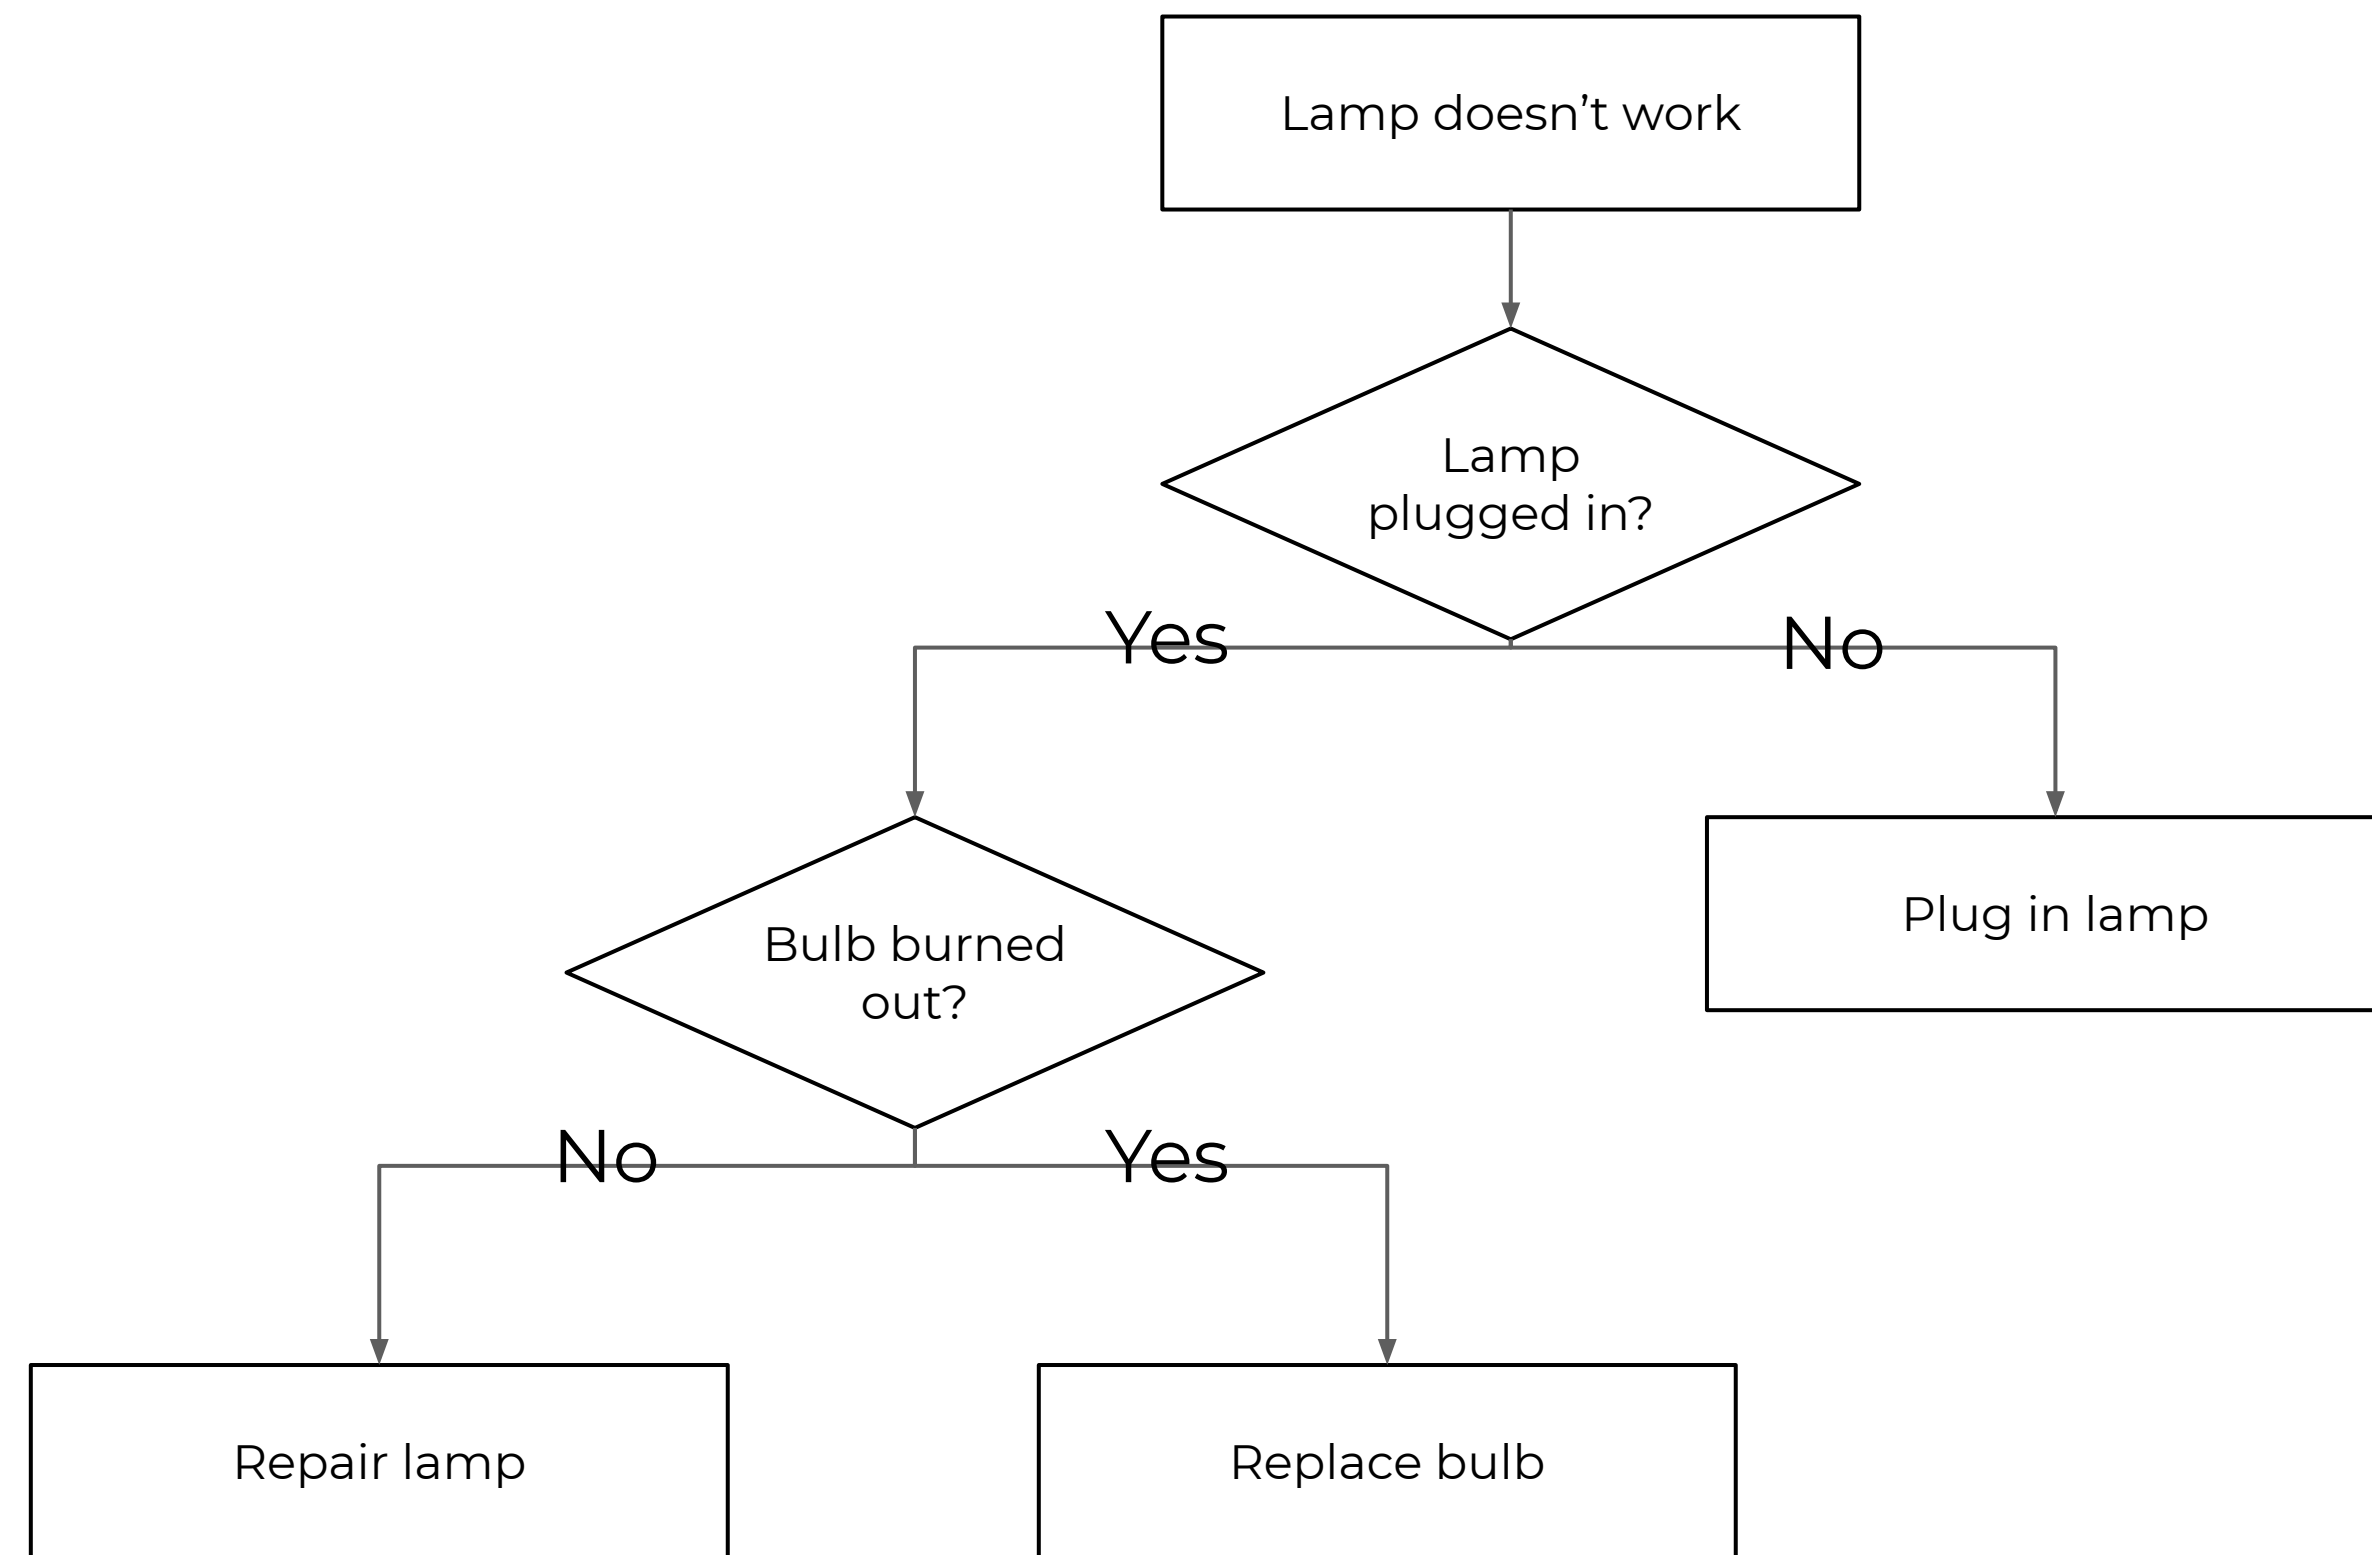 Lamp doesn’t work
Lamp
plugged in?
Yes
No
Bulb burned
out?
Plug in lamp
No
Yes
Repair lamp
Replace bulb